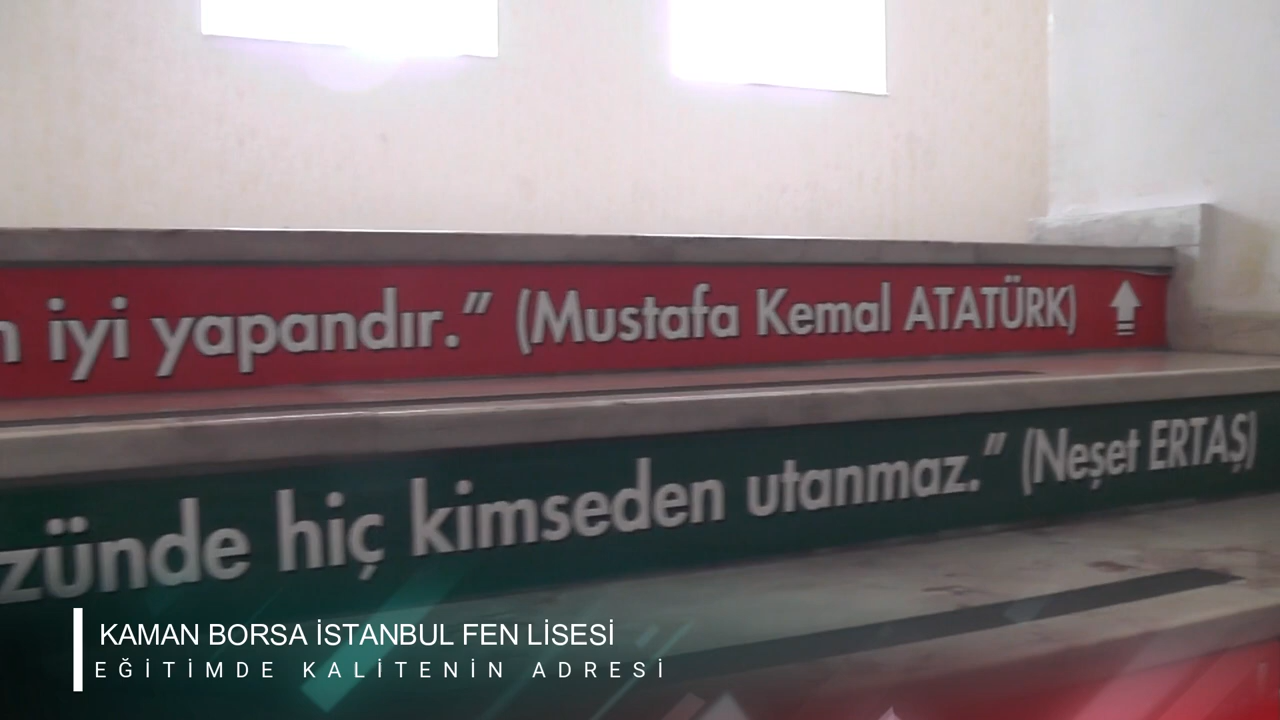 iyi yapandır.” (Mustafa Kemal ATATÜRK)
hiç kimseden utanmaz.” (Neşet ERTAŞ)
KAMAN BORSA İSTANBUL FEN LİSESİ
EĞİTİMDE KALİTENİN ADRESİ